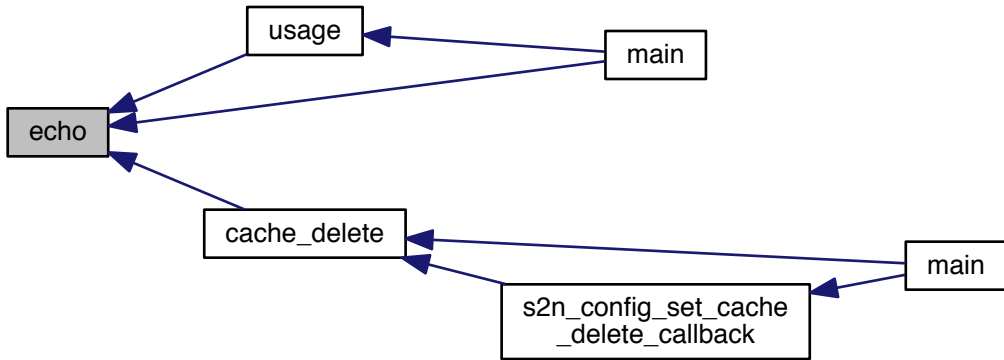 usage
main
echo
cache_delete
main
s2n_config_set_cache
_delete_callback